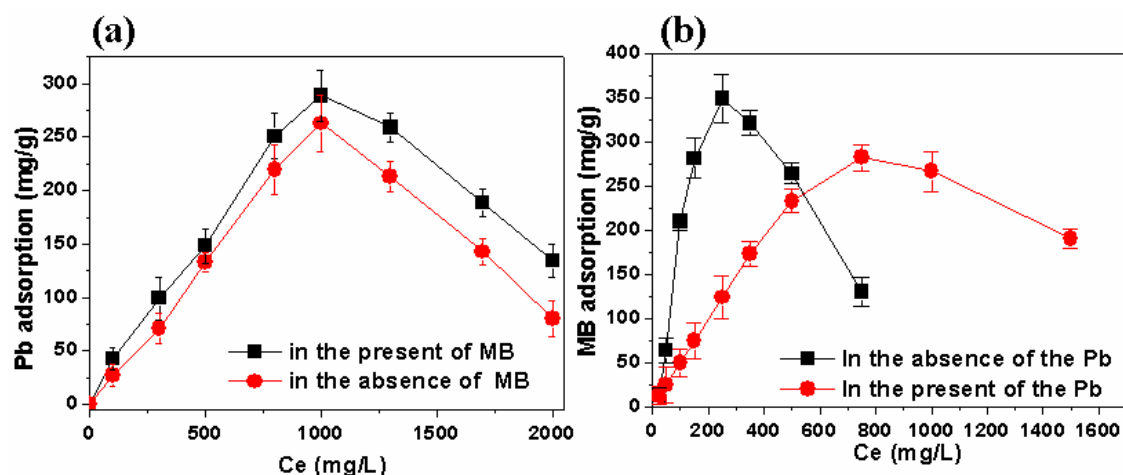 (a)
Pb adsorption (mg/g)
300
250
200
150
100
50
0
in the present of MB
in the absence of MB
0 500 1000 1500 2000
Ce (mg/L)
(b)
MB adsorption (mg/g)
400
350
300
250
200
150
100
50
0
In the absence of the Pb
In the present of the Pb
0 200 400 600 800 1000 1200 1400 1600
Ce (mg/L)